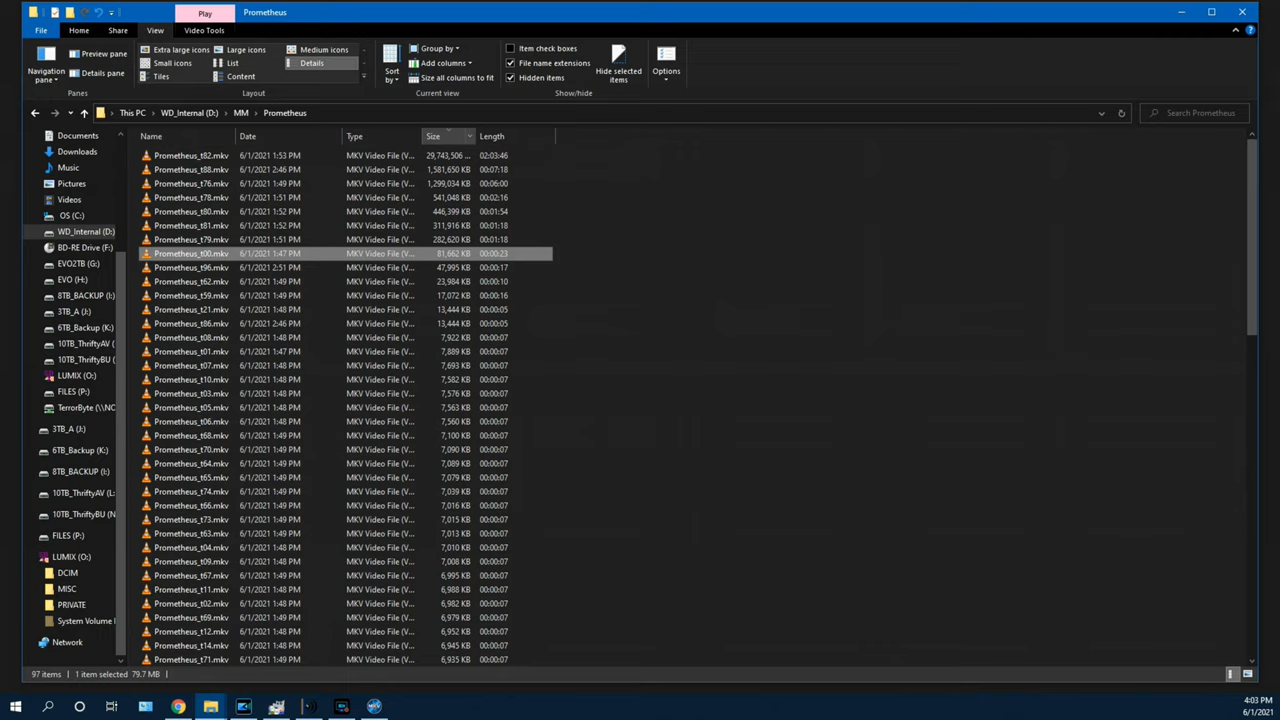 Play Prometheus
File Home Share View Video Tools
Navigation pane
Preview pane
Details pane
Panes
Extra large icons Large icons Medium icons
Small icons List Details
Tiles Content
Layout
Sort by
Group by
Add columns
Size all columns to fit
Current view
Item check boxes
File name extensions
Hidden items
Hide selected items
Show/hide
Options
This PC > WD_Internal (D:) > MM > Prometheus
Search Prometheus
Documents
Downloads
Music
Pictures
Videos
OS (C:)
WD_Internal (D:)
BD-RE Drive (F:)
EVO2TB (G:)
EVO (H:)
8TB_BACKUP (I:)
3TB_A (J:)
6TB_Backup (K:)
10TB_ThriftyAV (
10TB_ThriftyBU (
LUMIX (O:)
FILES (P:)
TerrorByte (\\NC
3TB_A (J:)
6TB_Backup (K:)
8TB_BACKUP (I:)
10TB_ThriftyAV (L:
10TB_ThriftyBU (N
FILES (P:)
LUMIX (O:)
DCIM
MISC
PRIVATE
System Volume I
Network
Name Date Type Size Length
Prometheus_t82.mkv 6/1/2021 1:53 PM MKV Video File (V... 29,743,506 ... 02:03:46
Prometheus_t88.mkv 6/1/2021 2:46 PM MKV Video File (V... 1,581,650 KB 00:07:18
Prometheus_t76.mkv 6/1/2021 1:49 PM MKV Video File (V... 1,299,034 KB 00:06:00
Prometheus_t78.mkv 6/1/2021 1:51 PM MKV Video File (V... 541,048 KB 00:02:16
Prometheus_t80.mkv 6/1/2021 1:52 PM MKV Video File (V... 446,399 KB 00:01:54
Prometheus_t81.mkv 6/1/2021 1:52 PM MKV Video File (V... 311,916 KB 00:01:18
Prometheus_t79.mkv 6/1/2021 1:51 PM MKV Video File (V... 282,620 KB 00:01:18
Prometheus_t00.mkv 6/1/2021 1:47 PM MKV Video File (V... 81,662 KB 00:00:23
Prometheus_t96.mkv 6/1/2021 2:51 PM MKV Video File (V... 47,995 KB 00:00:17
Prometheus_t62.mkv 6/1/2021 1:49 PM MKV Video File (V... 23,984 KB 00:00:10
Prometheus_t59.mkv 6/1/2021 1:49 PM MKV Video File (V... 17,072 KB 00:00:16
Prometheus_t21.mkv 6/1/2021 1:48 PM MKV Video File (V... 13,444 KB 00:00:05
Prometheus_t86.mkv 6/1/2021 2:46 PM MKV Video File (V... 13,444 KB 00:00:05
Prometheus_t08.mkv 6/1/2021 1:48 PM MKV Video File (V... 7,922 KB 00:00:07
Prometheus_t01.mkv 6/1/2021 1:47 PM MKV Video File (V... 7,889 KB 00:00:07
Prometheus_t07.mkv 6/1/2021 1:48 PM MKV Video File (V... 7,693 KB 00:00:07
Prometheus_t10.mkv 6/1/2021 1:48 PM MKV Video File (V... 7,582 KB 00:00:07
Prometheus_t03.mkv 6/1/2021 1:48 PM MKV Video File (V... 7,576 KB 00:00:07
Prometheus_t05.mkv 6/1/2021 1:48 PM MKV Video File (V... 7,563 KB 00:00:07
Prometheus_t06.mkv 6/1/2021 1:48 PM MKV Video File (V... 7,560 KB 00:00:07
Prometheus_t68.mkv 6/1/2021 1:49 PM MKV Video File (V... 7,100 KB 00:00:07
Prometheus_t70.mkv 6/1/2021 1:49 PM MKV Video File (V... 7,090 KB 00:00:07
Prometheus_t64.mkv 6/1/2021 1:49 PM MKV Video File (V... 7,089 KB 00:00:07
Prometheus_t65.mkv 6/1/2021 1:49 PM MKV Video File (V... 7,079 KB 00:00:07
Prometheus_t74.mkv 6/1/2021 1:49 PM MKV Video File (V... 7,039 KB 00:00:07
Prometheus_t66.mkv 6/1/2021 1:49 PM MKV Video File (V... 7,016 KB 00:00:07
Prometheus_t73.mkv 6/1/2021 1:49 PM MKV Video File (V... 7,015 KB 00:00:07
Prometheus_t63.mkv 6/1/2021 1:49 PM MKV Video File (V... 7,013 KB 00:00:07
Prometheus_t04.mkv 6/1/2021 1:48 PM MKV Video File (V... 7,010 KB 00:00:07
Prometheus_t09.mkv 6/1/2021 1:48 PM MKV Video File (V... 7,008 KB 00:00:07
Prometheus_t67.mkv 6/1/2021 1:49 PM MKV Video File (V... 6,995 KB 00:00:07
Prometheus_t11.mkv 6/1/2021 1:48 PM MKV Video File (V... 6,988 KB 00:00:07
Prometheus_t02.mkv 6/1/2021 1:48 PM MKV Video File (V... 6,982 KB 00:00:07
Prometheus_t69.mkv 6/1/2021 1:49 PM MKV Video File (V... 6,979 KB 00:00:07
Prometheus_t12.mkv 6/1/2021 1:48 PM MKV Video File (V... 6,952 KB 00:00:07
Prometheus_t14.mkv 6/1/2021 1:48 PM MKV Video File (V... 6,945 KB 00:00:07
Prometheus_t71.mkv 6/1/2021 1:49 PM MKV Video File (V... 6,935 KB 00:00:07
97 items 1 item selected 79.7 MB
4:03 PM
6/1/2021